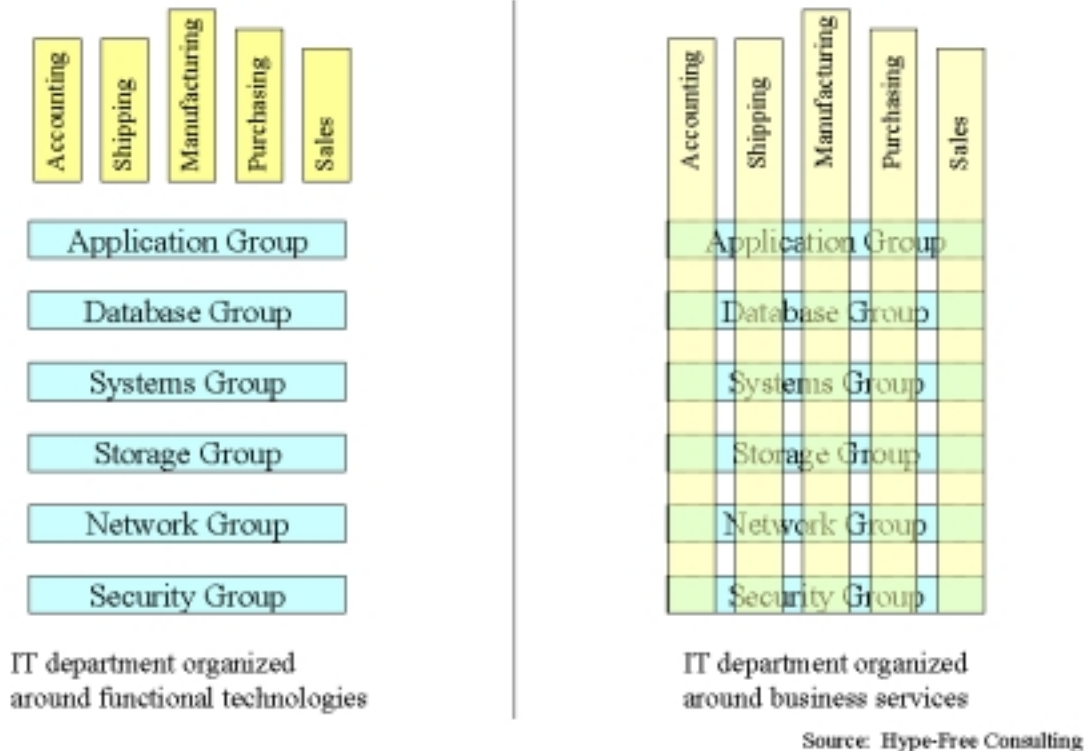 Accounting
Shipping
Manufacturing
Purchasing
Sales
Application Group
Database Group
Systems Group
Storage Group
Network Group
Security Group
IT department organized
around functional technologies
Accounting
Shipping
Manufacturing
Purchasing
Sales
Application Group
Database Group
Systems Group
Storage Group
Network Group
Security Group
IT department organized
around business services
Source: Hype-Free Consulting